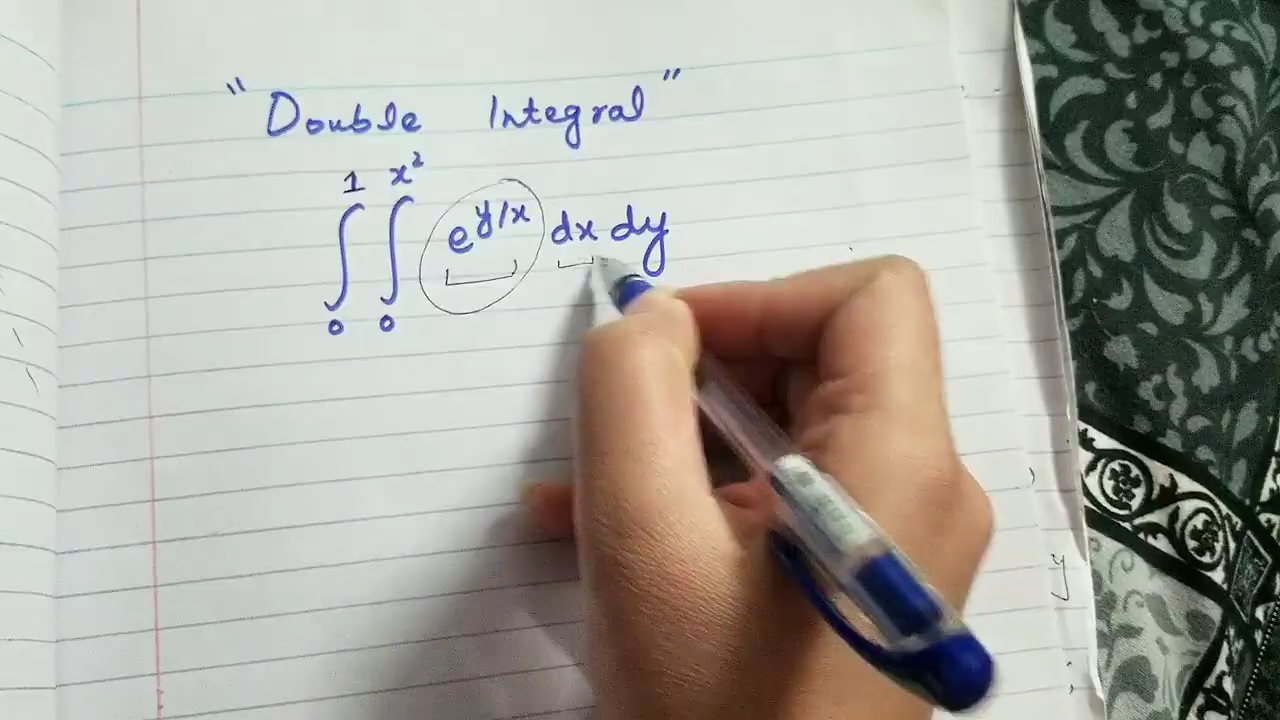 "Double Integral"
∫₀¹ ∫₀^{x²} e^{y/x} dx dy
y